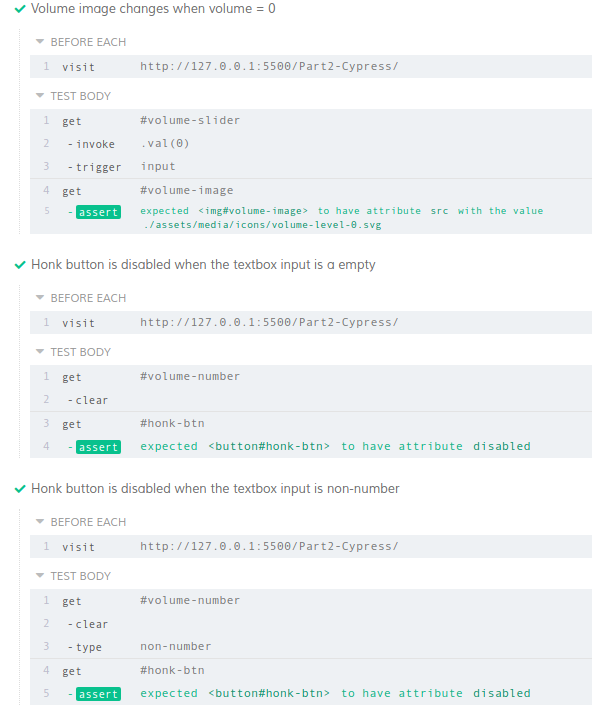 Volume image changes when volume = 0
BEFORE EACH
1 visit http://127.0.0.1:5500/Part2-Cypress/
TEST BODY
1 get #volume-slider
2 -invoke .val(0)
3 -trigger input
4 get #volume-image
5 -assert expected <img#volume-image> to have attribute src with the value
./assets/media/icons/volume-level-0.svg
Honk button is disabled when the textbox input is a empty
BEFORE EACH
1 visit http://127.0.0.1:5500/Part2-Cypress/
TEST BODY
1 get #volume-number
2 -clear
3 get #honk-btn
4 -assert expected <button#honk-btn> to have attribute disabled
Honk button is disabled when the textbox input is non-number
BEFORE EACH
1 visit http://127.0.0.1:5500/Part2-Cypress/
TEST BODY
1 get #volume-number
2 -clear
3 -type non-number
4 get #honk-btn
5 -assert expected <button#honk-btn> to have attribute disabled